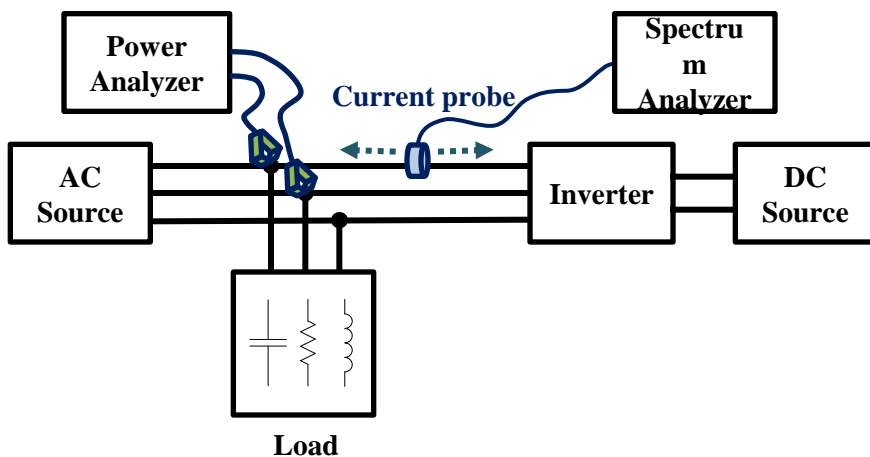 Power
Analyzer
Spectru
m
Analyzer
Current probe
AC
Source
Inverter
DC
Source
Load